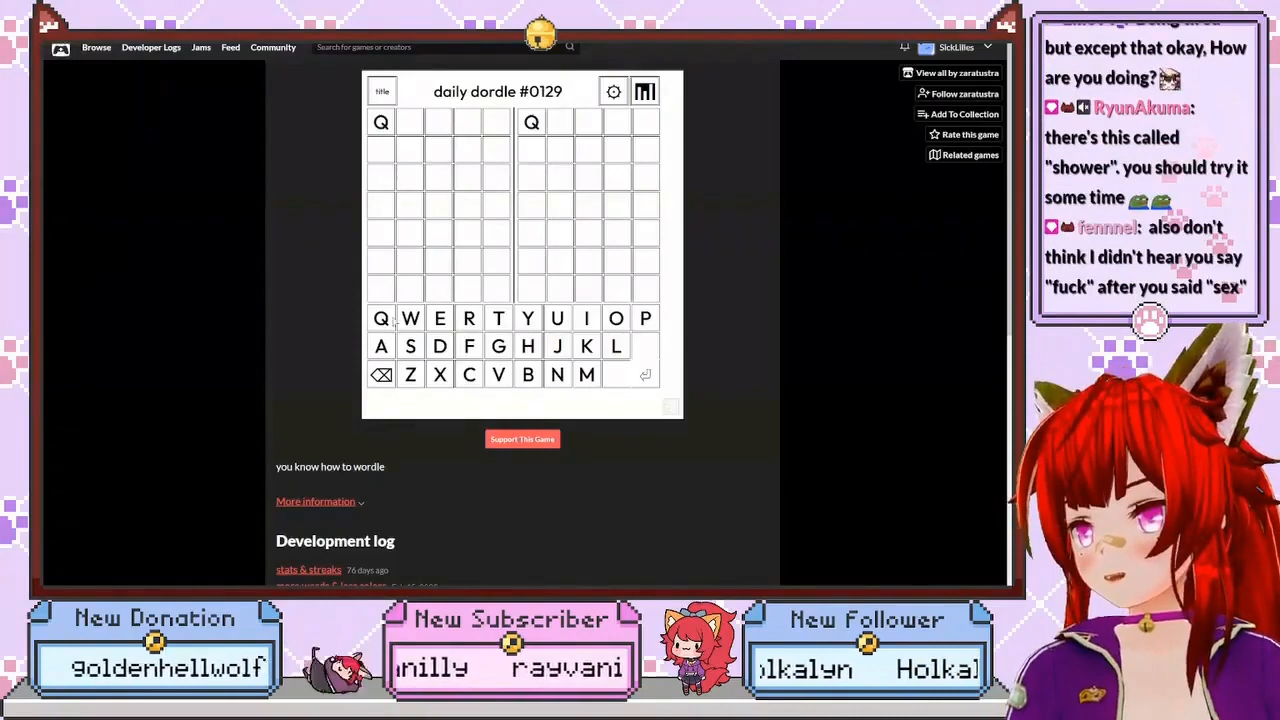 Browse Developer Logs Jams Feed Community Search for games or creators SickLilles
View all by zaratustra
Follow zaratustra
Add To Collection
Rate this game
Related games
title daily dordle #0129
Q Q
Q W E R T Y U I O P
A S D F G H J K L
Z X C V B N M
Support This Game
you know how to wordle
More information
Development log
stats & streaks 76 days ago
but except that okay, How
are you doing?
RyunAkuma:
there's this called
"shower". you should try it
some time
fennnel: also don't
think I didn't hear you say
"fuck" after you said "sex"
New Donation
goldenhellwolf
New Subscriber
nilly rayvani
New Follower
lkalyn Holkal